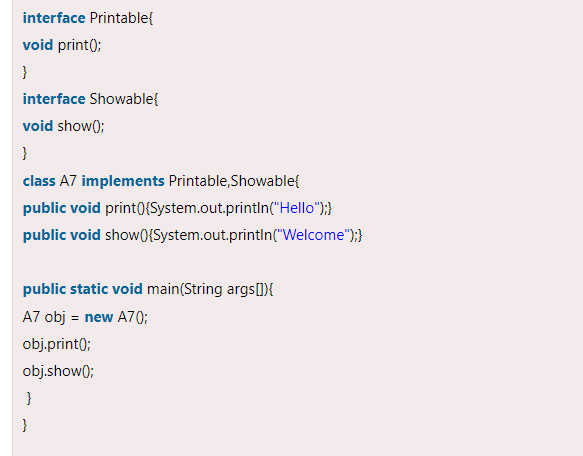 interface Printable{
void print();
}
interface Showable{
void show();
}
class A7 implements Printable,Showable{
public void print(){System.out.println("Hello");}
public void show(){System.out.println("Welcome");}
public static void main(String args[]){
A7 obj = new A7();
obj.print();
obj.show();
}
}